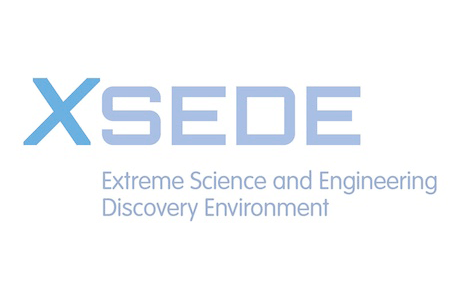 XSEDE
Extreme Science and Engineering
Discovery Environment